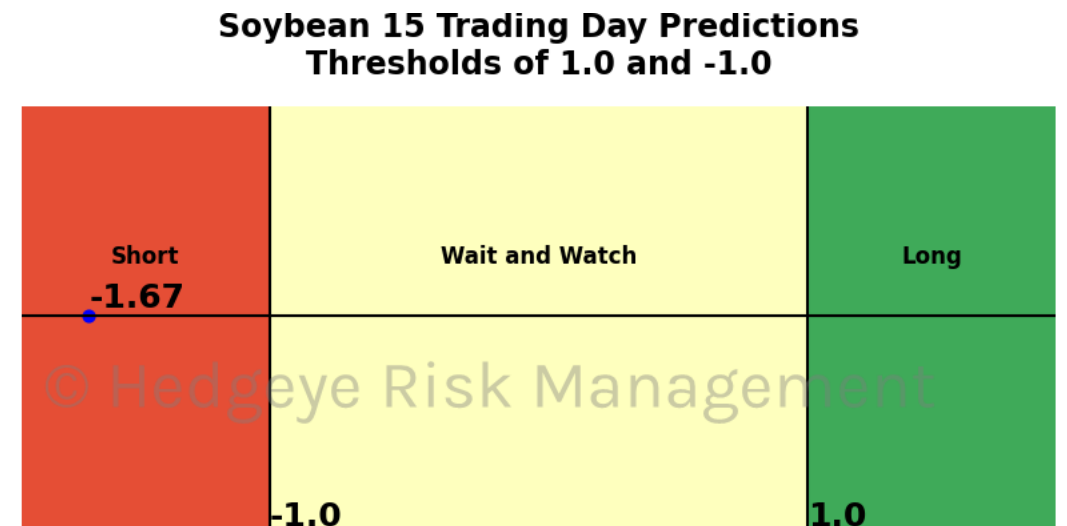 Soybean 15 Trading Day Predictions
Thresholds of 1.0 and -1.0
Short
Wait and Watch
Long
-1.67
© Hedgeye Risk Management
-1.0
1.0